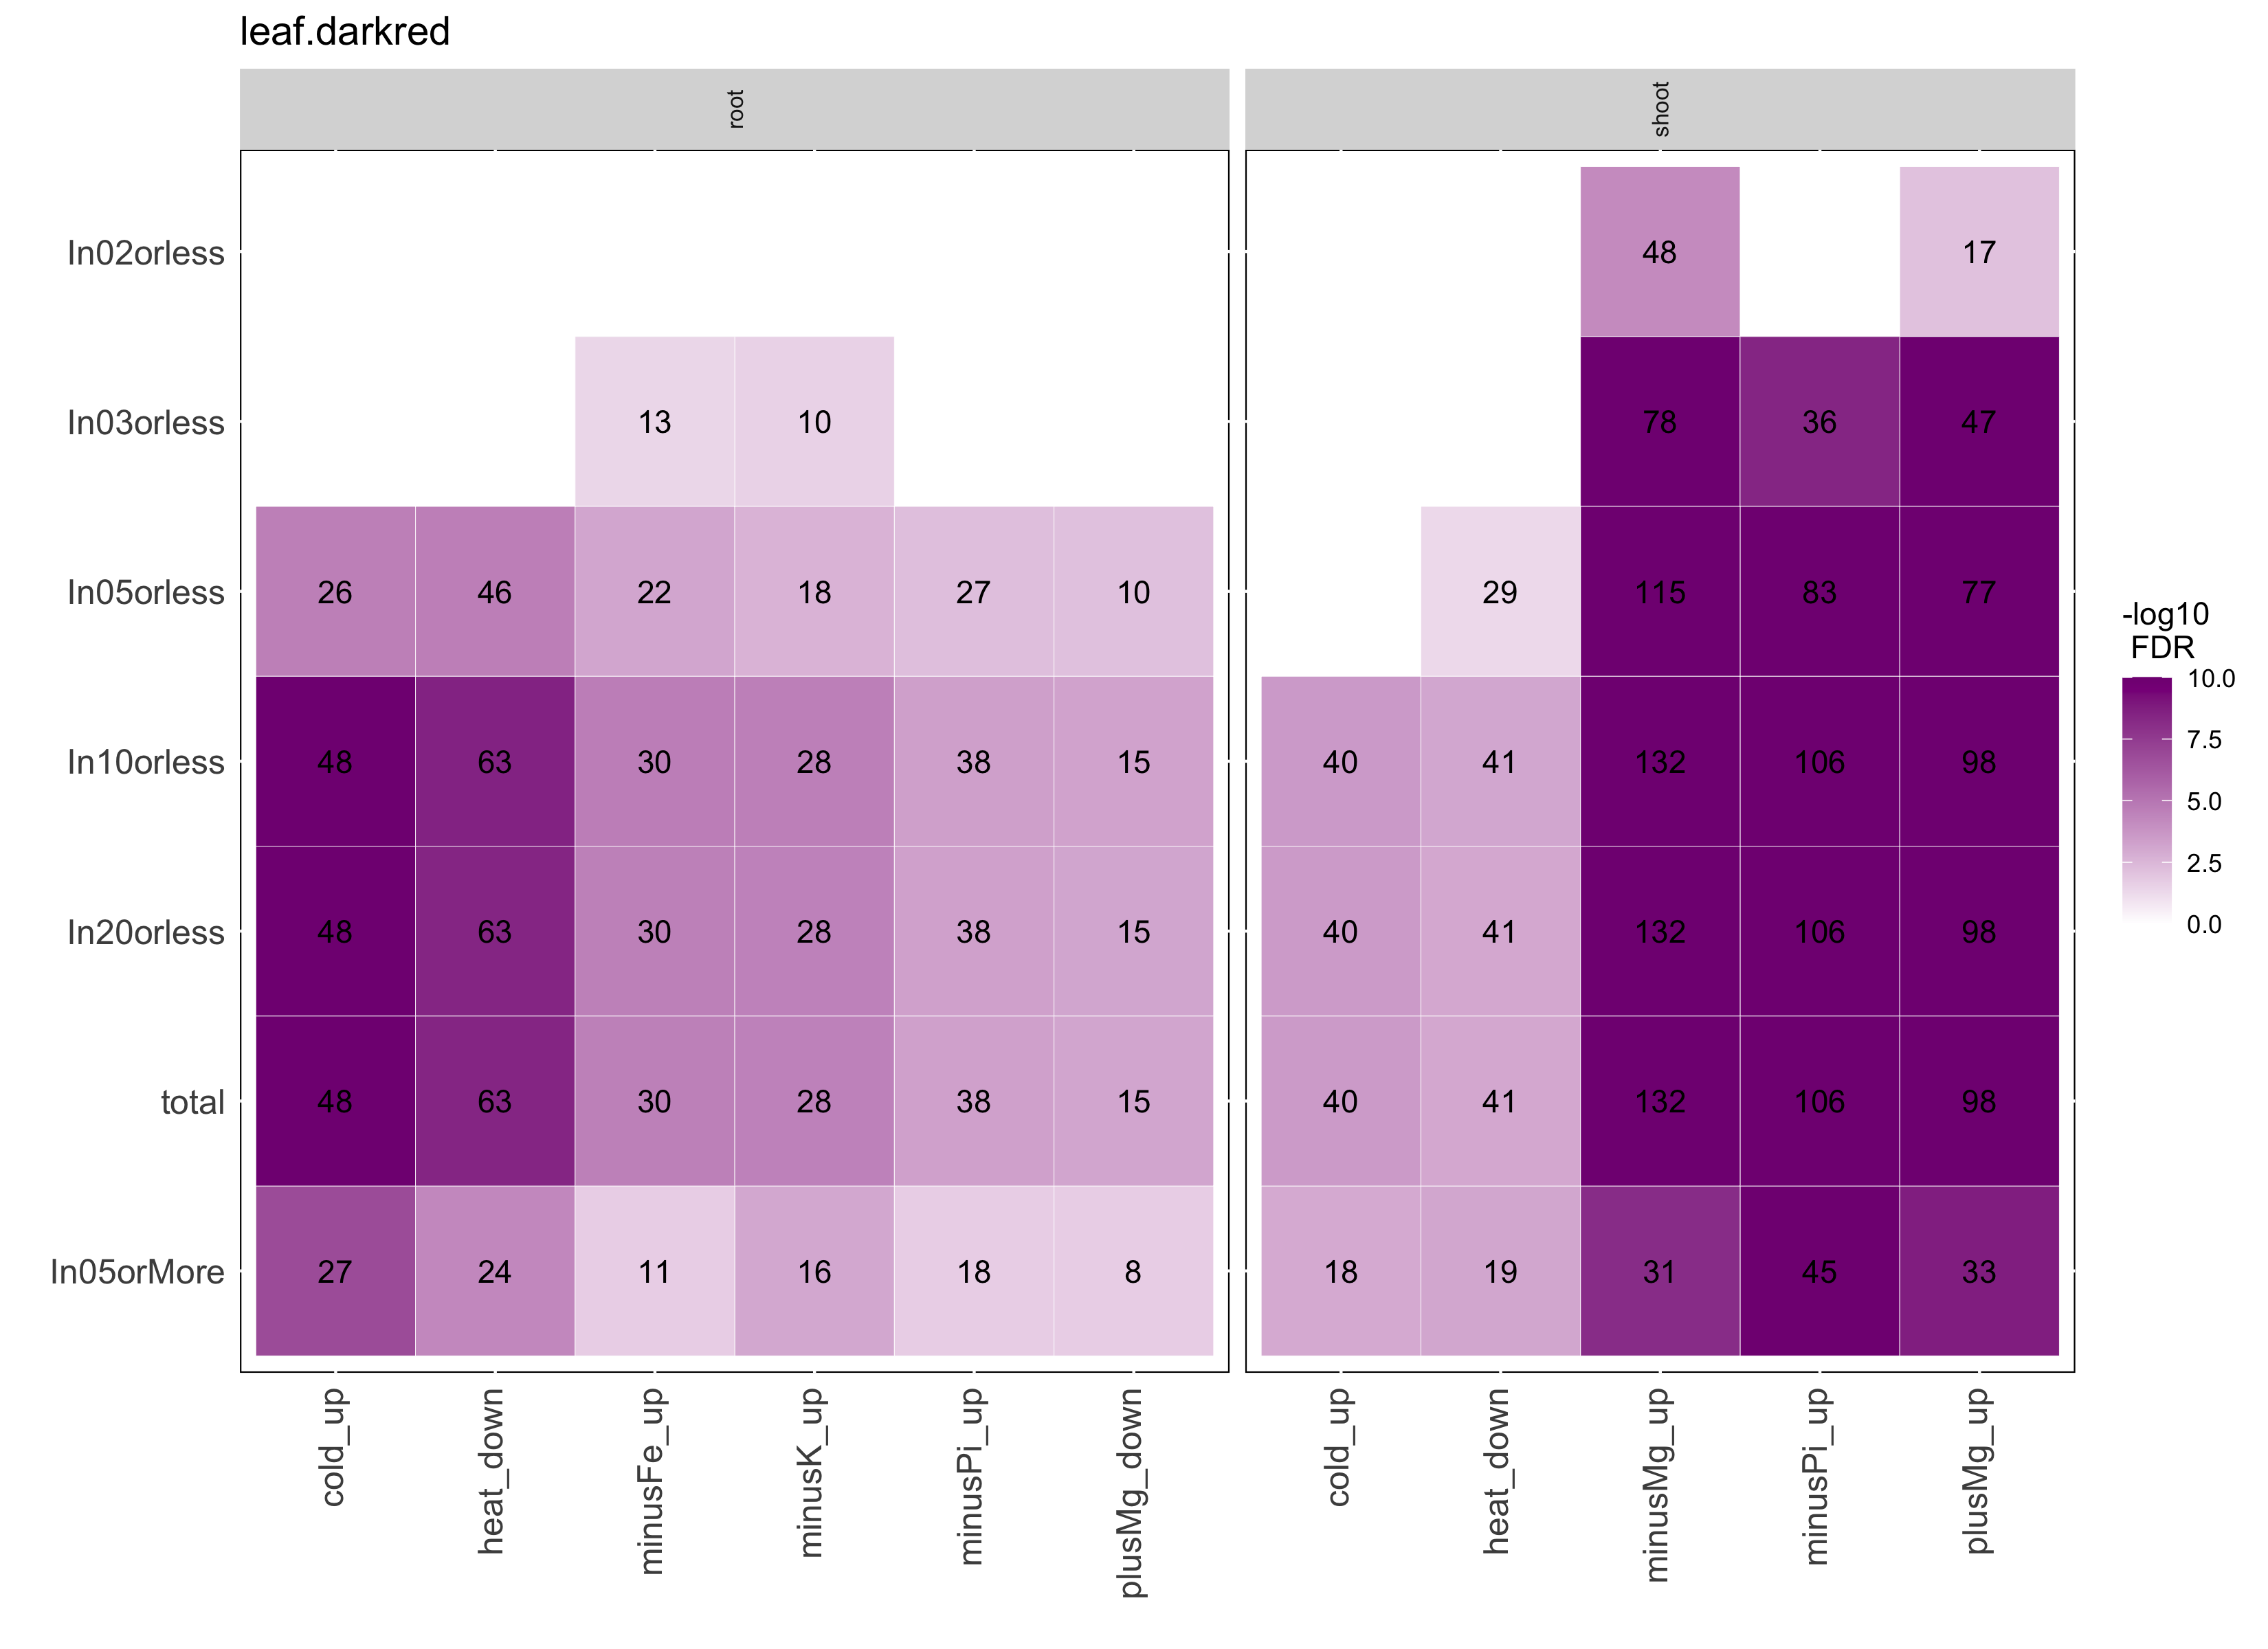 leaf.darkred
root
shoot
In02orless
48
17
In03orless
13
10
78
36
47
In05orless
26
46
22
18
27
10
29
115
83
77
In10orless
48
63
30
28
38
15
40
41
132
106
98
In20orless
48
63
30
28
38
15
40
41
132
106
98
total
48
63
30
28
38
15
40
41
132
106
98
In05orMore
27
24
11
16
18
8
18
19
31
45
33
cold_up
heat_down
minusFe_up
minusK_up
minusPi_up
plusMg_down
cold_up
heat_down
minusMg_up
minusPi_up
plusMg_up
-log10
FDR
10.0
7.5
5.0
2.5
0.0